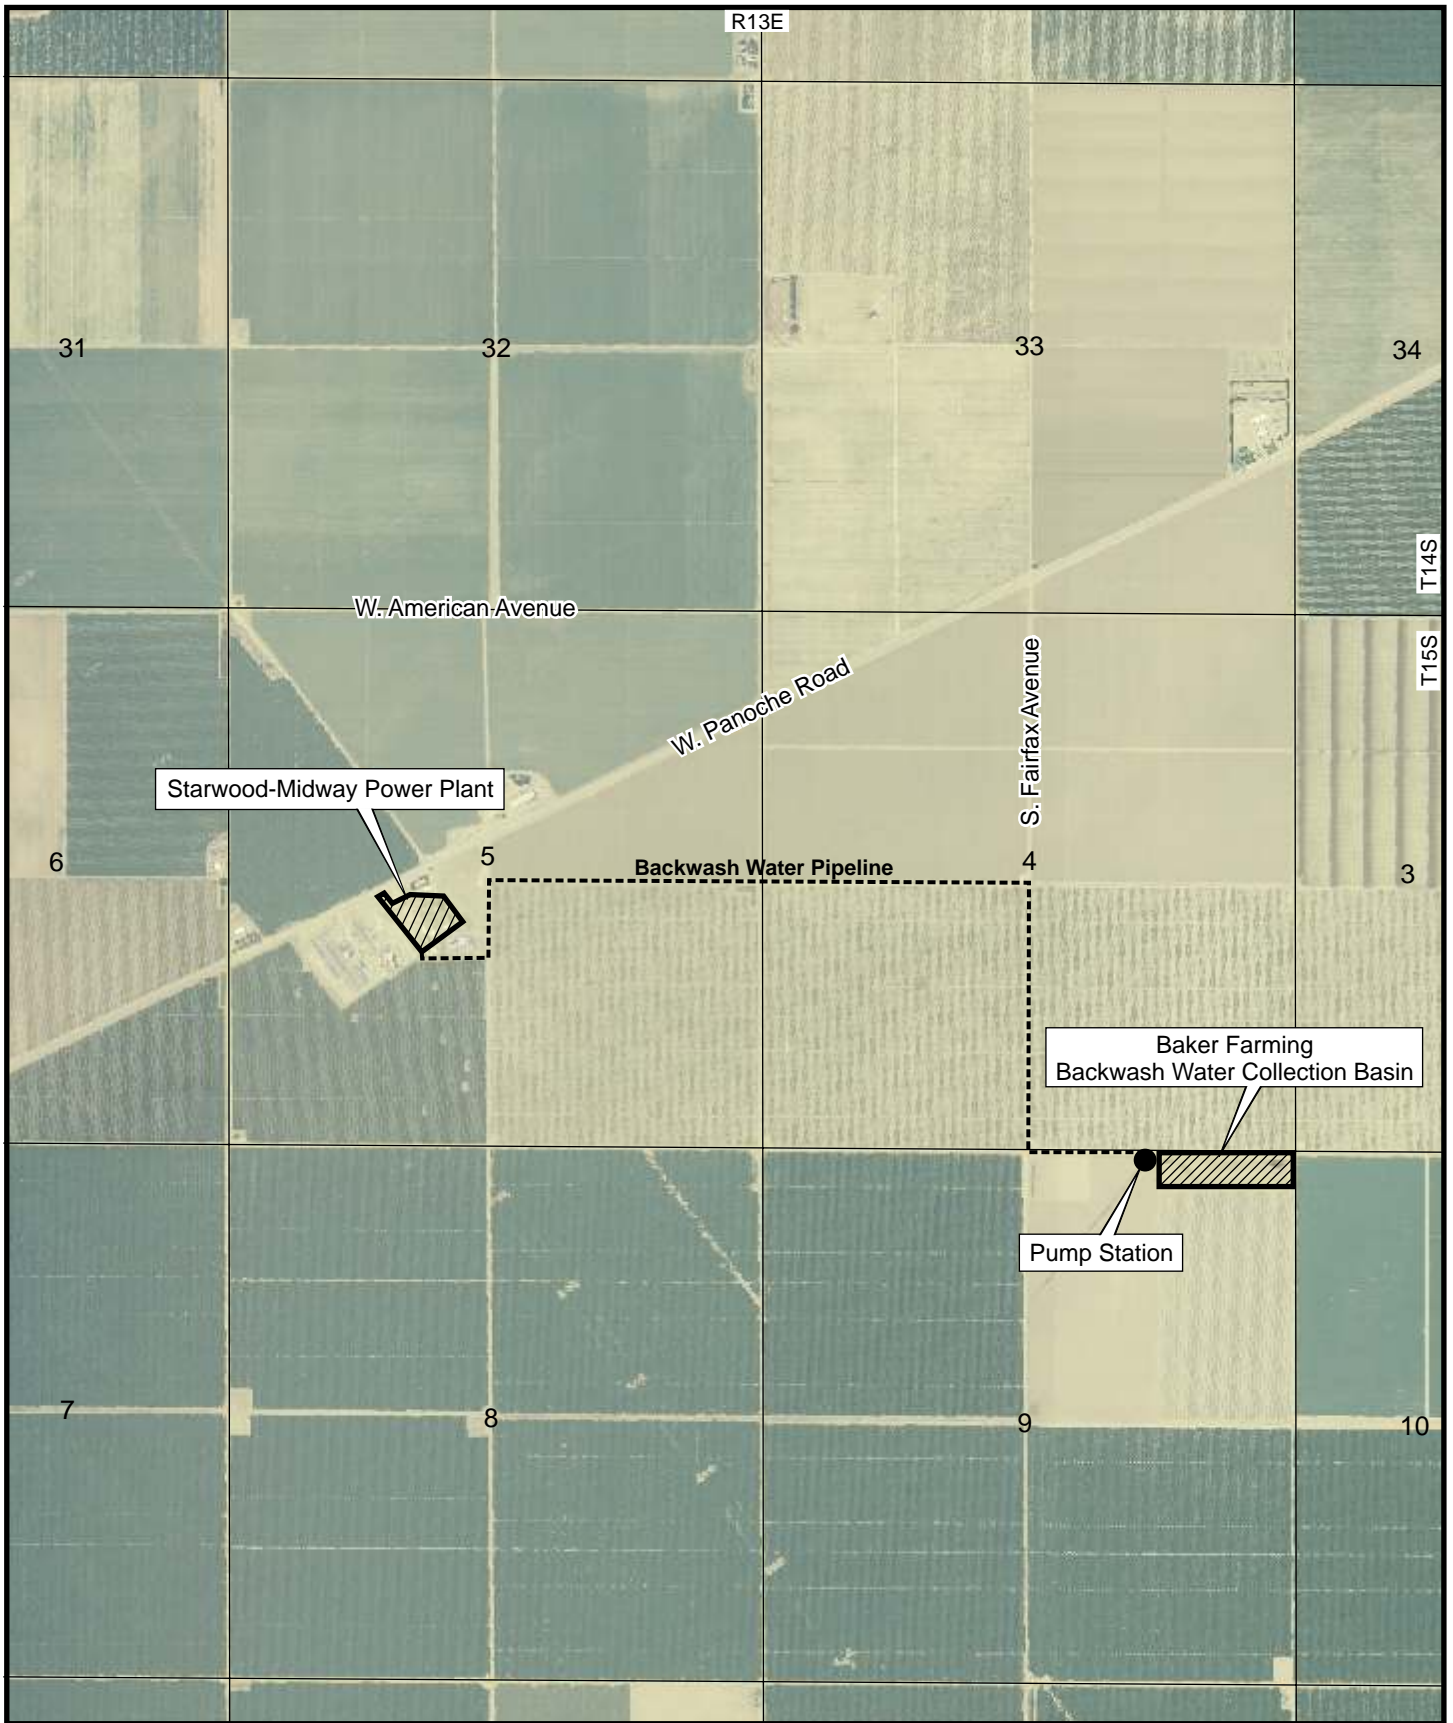 R13E
31
32
33
34
T14S
W. American Avenue
T15S
W. Panoche Road
S. Fairfax Avenue
Starwood-Midway Power Plant
6
5
Backwash Water Pipeline
4
3
Baker Farming
Backwash Water Collection Basin
Pump Station
7
8
9
10